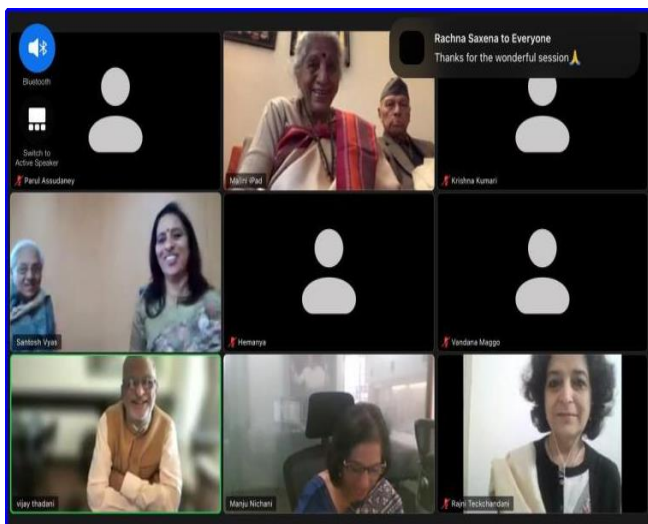 Bluetooth
Switch to
Active Speaker
Parul Assudaney
Malini iPad
Rachna Saxena to Everyone
Thanks for the wonderful session🙏
Krishna Kumari
Santosh Vyas
Hemanya
Vandana Maggo
vijay thadani
Manju Nichani
Rajni Teckchandani